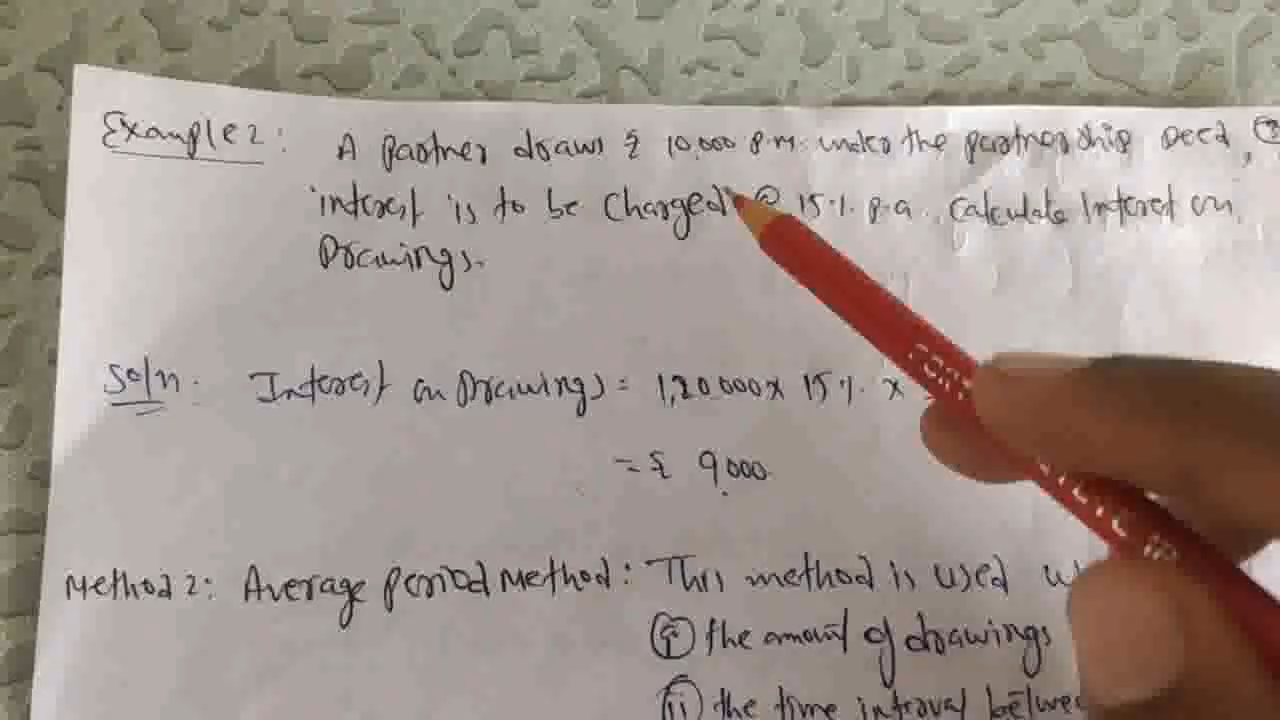 Example 2: A partner draws ₹ 10,000 p.m. under the partnership Deed,
interest is to be charged @ 15% p.a. Calculate Interest on
Drawings.
Soln: Interest on Drawings = 1,20,000 x 15% x
= ₹ 9,000
Method 2: Average period Method: This method is used
(i) the amount of drawings
(ii) the time interval between